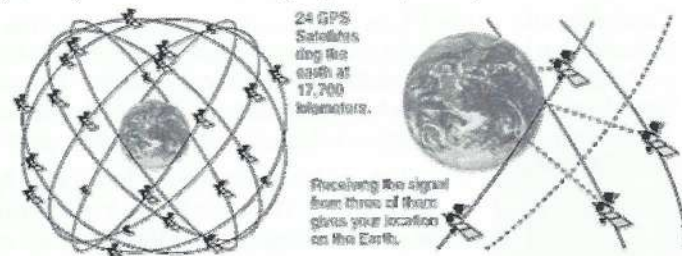 24 GPS
Satellites
ring the
earth at
17,700
kilometers.
Receiving the signal
from three of them
gives your location
on the Earth.